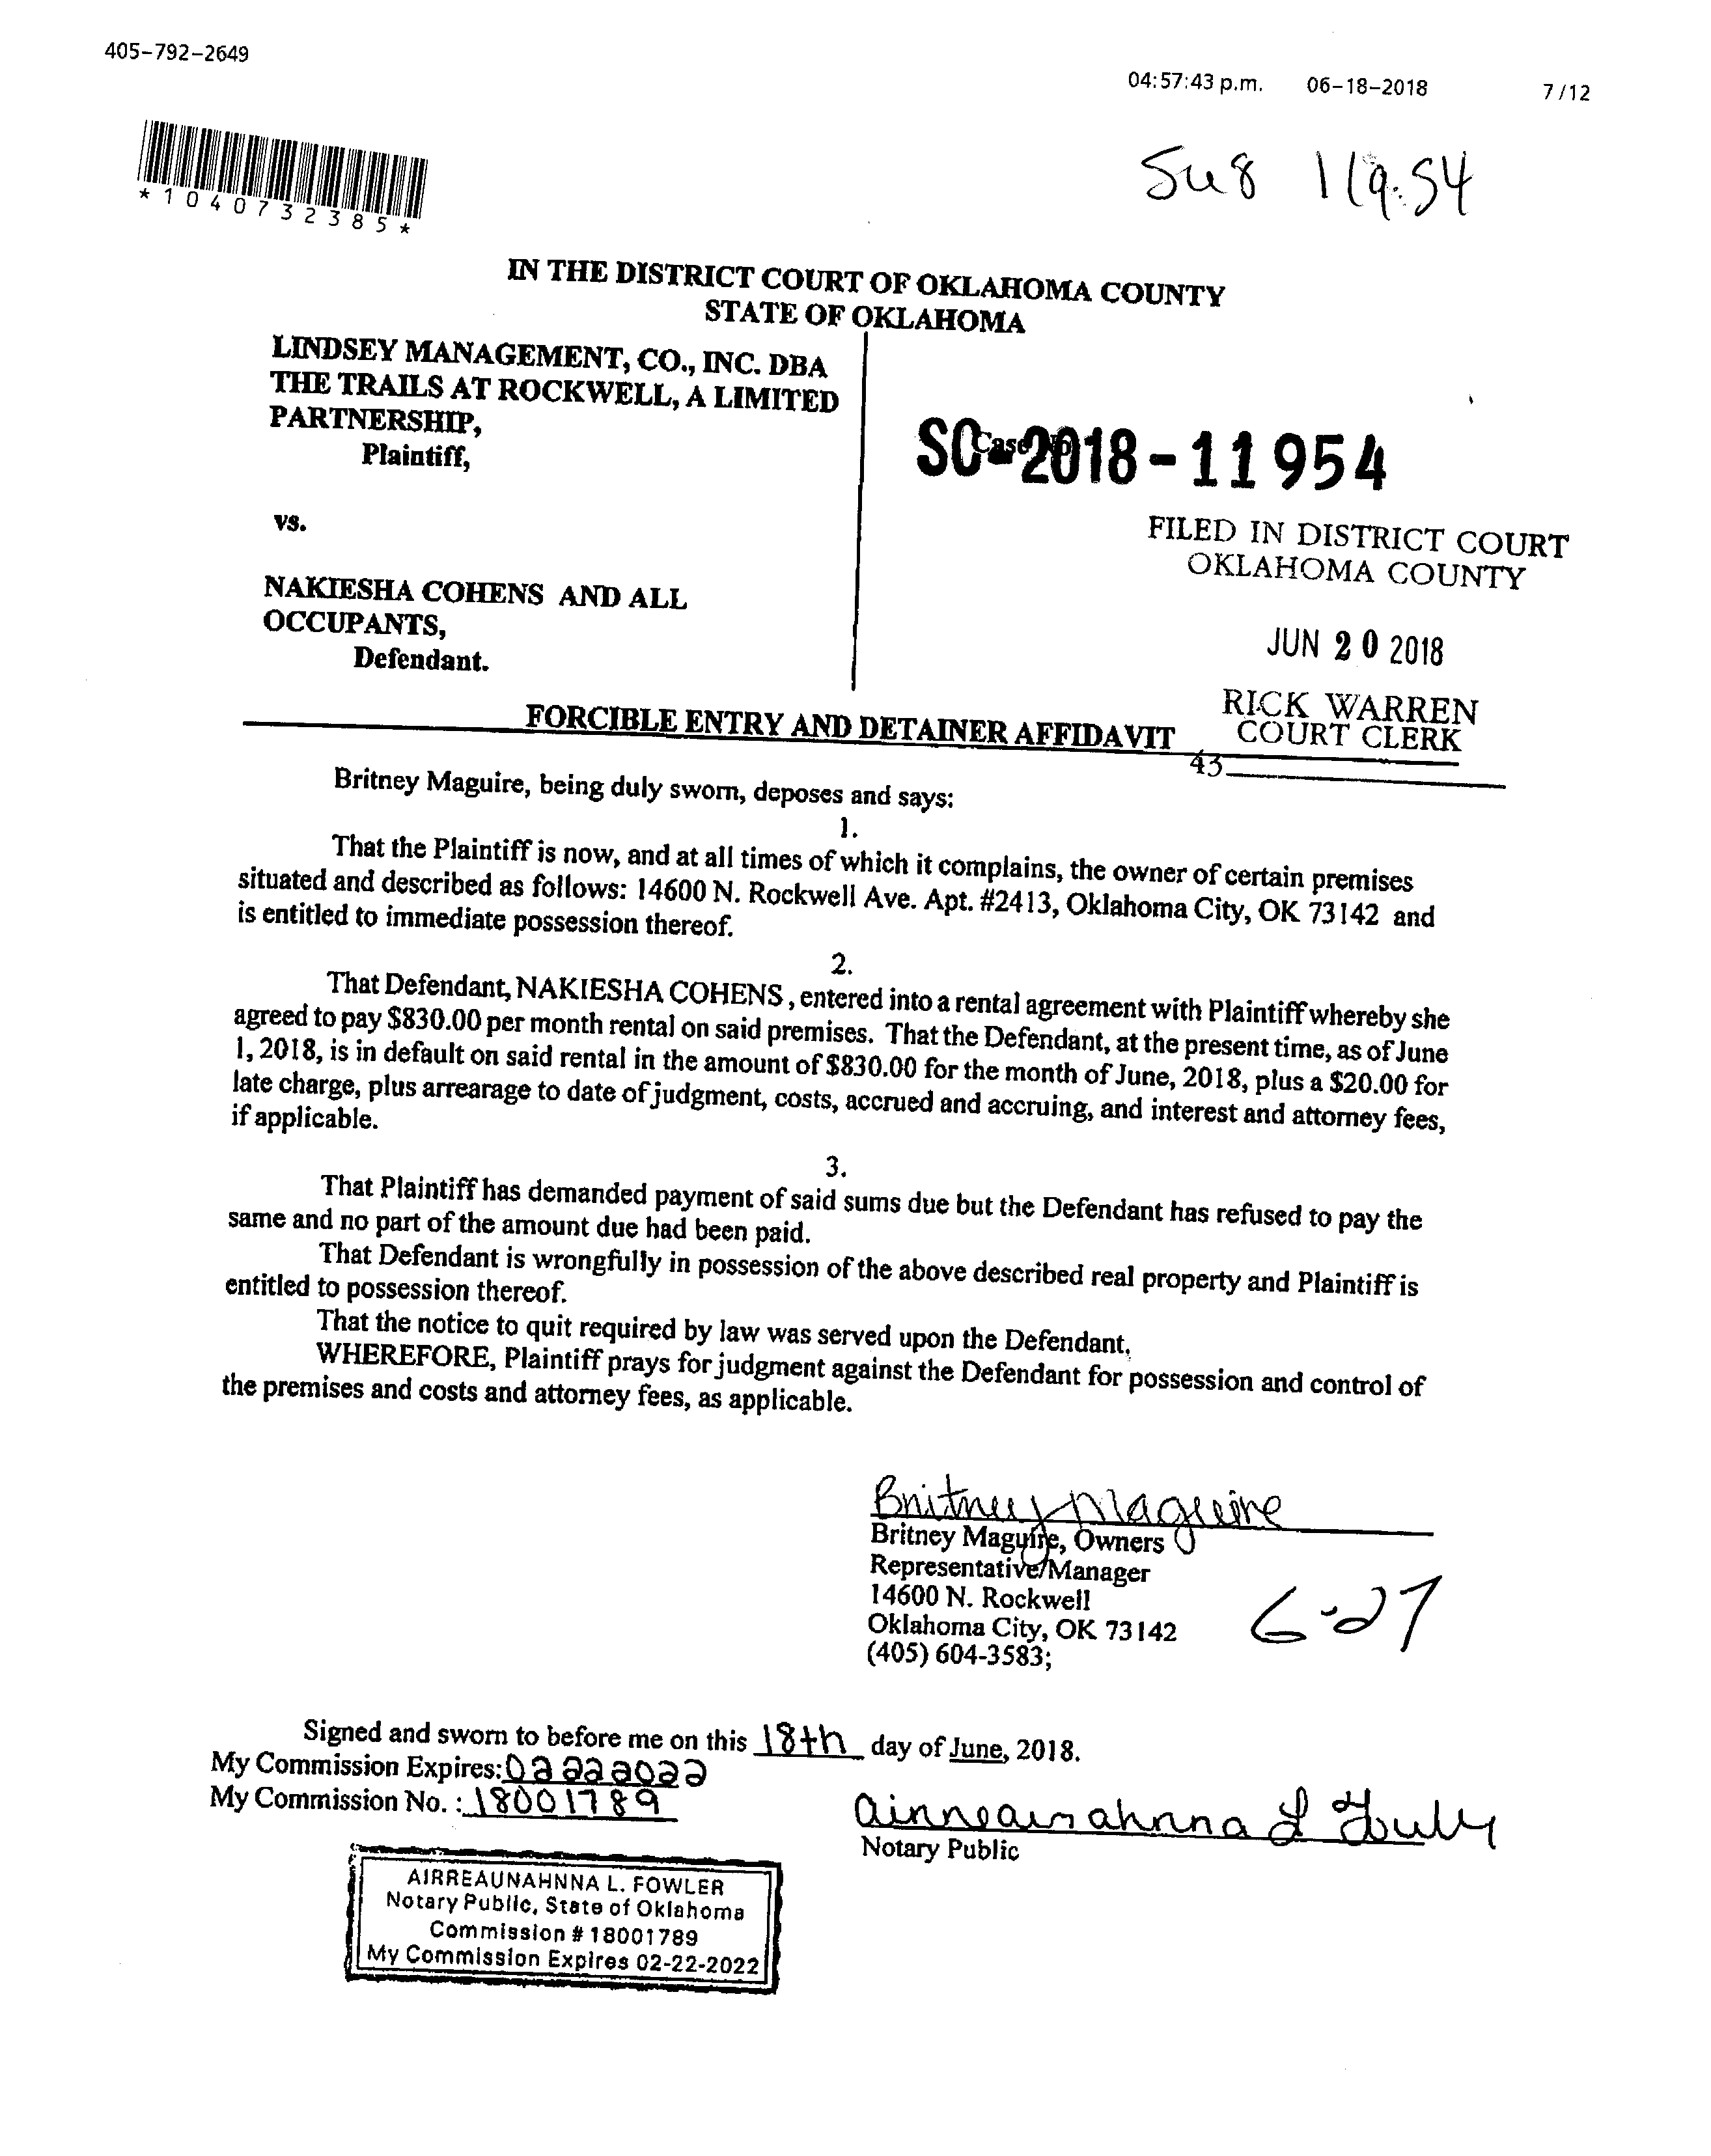 405-792-2649
04:57:43 p.m. 06-18-2018 7/12
*1040732385*
IN THE DISTRICT COURT OF OKLAHOMA COUNTY
STATE OF OKLAHOMA
LINDSEY MANAGEMENT, CO., INC. DBA
THE TRAILS AT ROCKWELL, A LIMITED
PARTNERSHIP,
Plaintiff,
SC-2018-11954
vs.
FILED IN DISTRICT COURT
OKLAHOMA COUNTY
NAKIESHA COHENS AND ALL
OCCUPANTS,
Defendant.
JUN 20 2018
RICK WARREN
COURT CLERK
43
FORCIBLE ENTRY AND DETAINER AFFIDAVIT
Britney Maguire, being duly sworn, deposes and says:
1.
That the Plaintiff is now, and at all times of which it complains, the owner of certain premises
situated and described as follows: 14600 N. Rockwell Ave. Apt. #2413, Oklahoma City, OK 73142 and
is entitled to immediate possession thereof.
2.
That Defendant, NAKIESHA COHENS , entered into a rental agreement with Plaintiff whereby she
agreed to pay $830.00 per month rental on said premises. That the Defendant, at the present time, as of June
1, 2018, is in default on said rental in the amount of $830.00 for the month of June, 2018, plus a $20.00 for
late charge, plus arrearage to date of judgment, costs, accrued and accruing, and interest and attorney fees,
if applicable.
3.
That Plaintiff has demanded payment of said sums due but the Defendant has refused to pay the
same and no part of the amount due had been paid.
That Defendant is wrongfully in possession of the above described real property and Plaintiff is
entitled to possession thereof.
That the notice to quit required by law was served upon the Defendant.
WHEREFORE, Plaintiff prays for judgment against the Defendant for possession and control of
the premises and costs and attorney fees, as applicable.
Britney Maguire
Britney Maguire, Owners
Representative/Manager
14600 N. Rockwell
Oklahoma City, OK 73142
(405) 604-3583;
6-27
Signed and sworn to before me on this 18th day of June, 2018.
My Commission Expires: 02 22 2022
My Commission No. : 18001789
Notary Public
AIRREAUNAHNNA L. FOWLER
Notary Public, State of Oklahoma
Commission # 18001789
My Commission Expires 02-22-2022